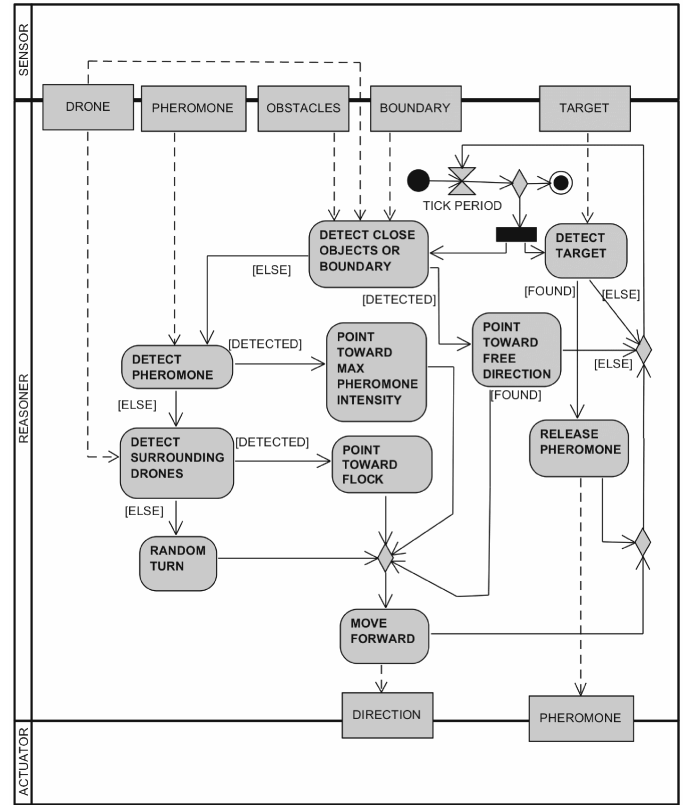 SENSOR
DRONE
PHEROMONE
OBSTACLES
BOUNDARY
TARGET
TICK PERIOD
DETECT CLOSE
OBJECTS OR
BOUNDARY
DETECT
TARGET
[ELSE]
[DETECTED]
[FOUND]
[ELSE]
REASONER
DETECT
PHEROMONE
[DETECTED]
POINT
TOWARD
MAX
PHEROMONE
INTENSITY
POINT
TOWARD
FREE
DIRECTION
[ELSE]
[FOUND]
[ELSE]
DETECT
SURROUNDING
DRONES
[DETECTED]
POINT
TOWARD
FLOCK
RELEASE
PHEROMONE
[ELSE]
RANDOM
TURN
MOVE
FORWARD
DIRECTION
PHEROMONE
ACTUATOR